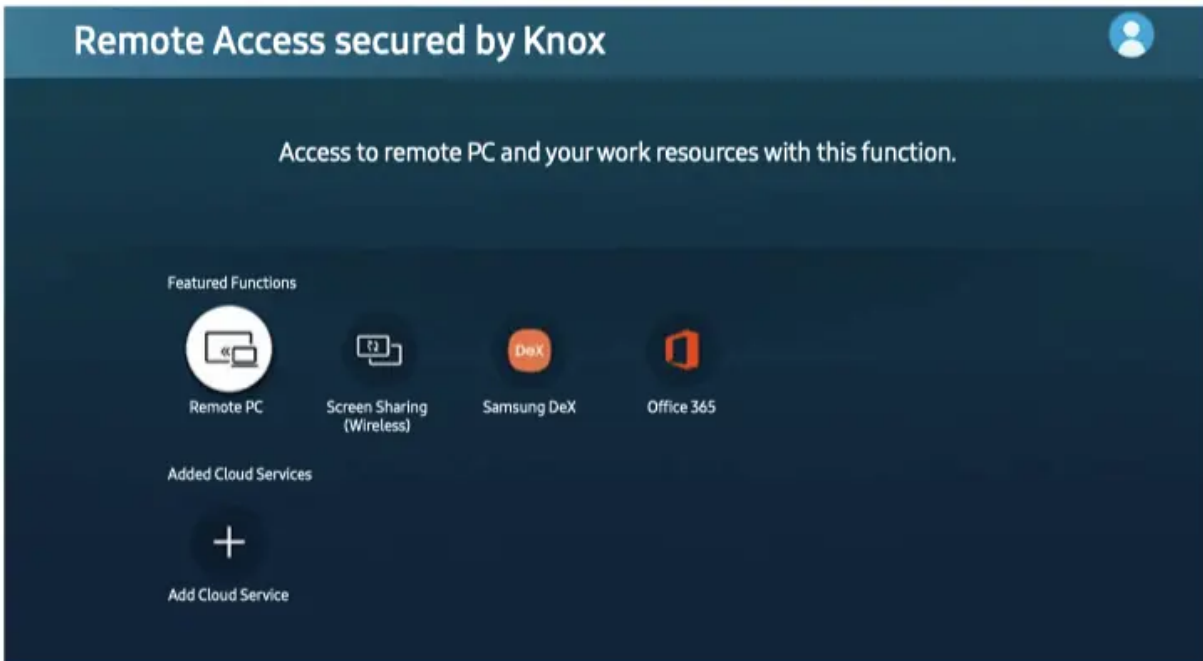 Remote Access secured by Knox
Access to remote PC and your work resources with this function.
Featured Functions
Remote PC
Screen Sharing
(Wireless)
DeX
Samsung DeX
Office 365
Added Cloud Services
Add Cloud Service